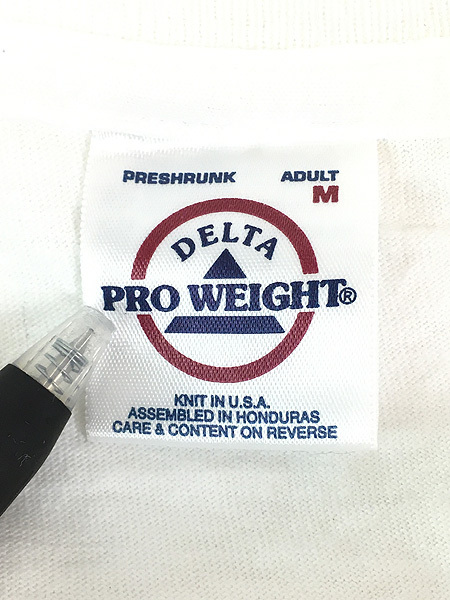 PRESHRUNK ADULT
M
DELTA
PRO WEIGHT®
KNIT IN U.S.A.
ASSEMBLED IN HONDURAS
CARE & CONTENT ON REVERSE